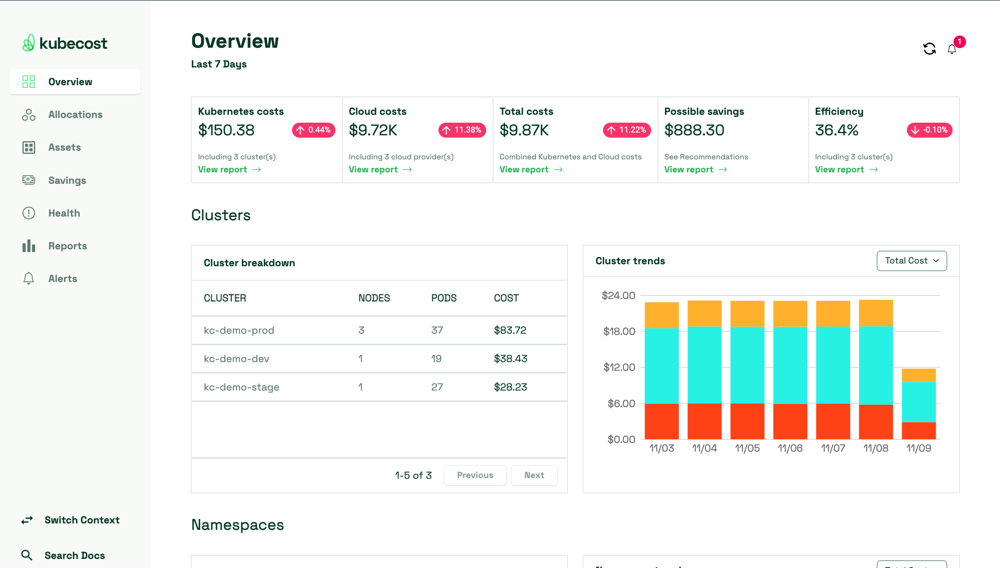 kubecost
Overview
Allocations
Assets
Savings
Health
Reports
Alerts
Switch Context
Search Docs
Overview
Last 7 Days
1
Kubernetes costs
$150.38
0.44%
Including 3 cluster(s)
View report
Cloud costs
$9.72K
11.38%
Including 3 cloud provider(s)
View report
Total costs
$9.87K
11.22%
Combined Kubernetes and Cloud costs
View report
Possible savings
$888.30
See Recommendations
View report
Efficiency
36.4%
-0.10%
Including 3 cluster(s)
View report
Clusters
Cluster breakdown
CLUSTER NODES PODS COST
kc-demo-prod 3 37 $83.72
kc-demo-dev 1 19 $38.43
kc-demo-stage 1 27 $28.23
1-5 of 3 Previous Next
Cluster trends
Total Cost
$24.00
$18.00
$12.00
$6.00
$0.00
11/03 11/04 11/05 11/06 11/07 11/08 11/09
Namespaces